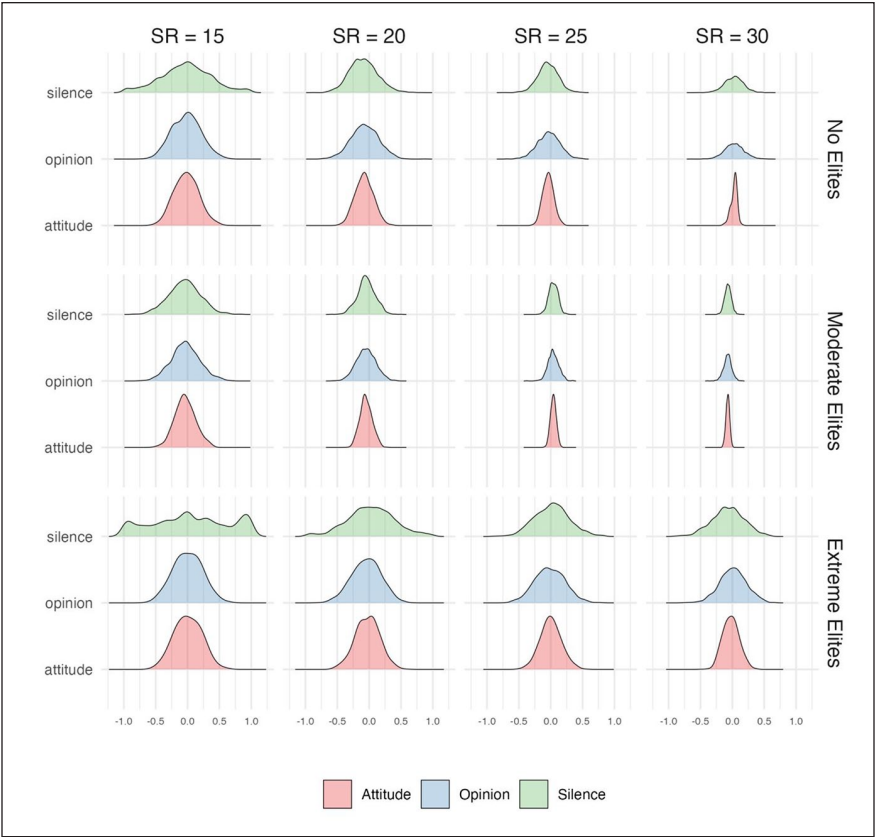 SR = 15 SR = 20 SR = 25 SR = 30
silence
opinion
attitude
No Elites
silence
opinion
attitude
Moderate Elites
silence
opinion
attitude
Extreme Elites
-1.0 -0.5 0.0 0.5 1.0 -1.0 -0.5 0.0 0.5 1.0 -1.0 -0.5 0.0 0.5 1.0 -1.0 -0.5 0.0 0.5 1.0
Attitude Opinion Silence